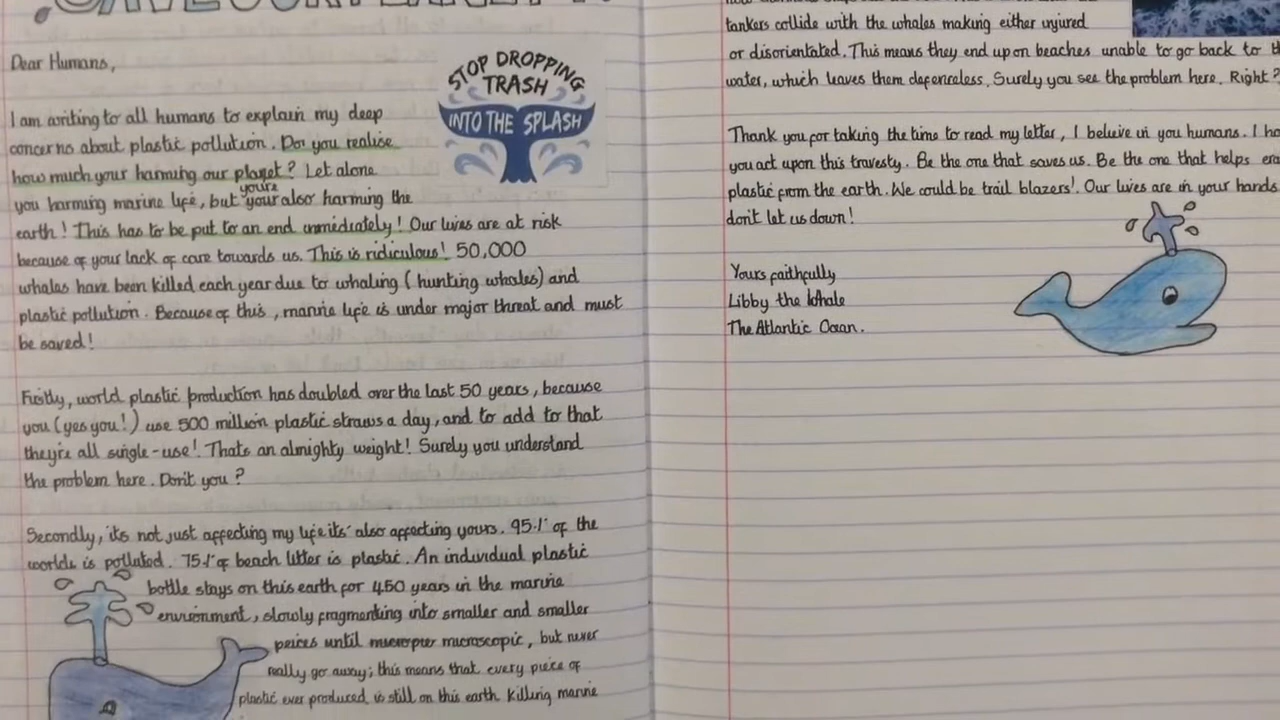 SAVE OUR PLANET
Dear Humans,
STOP DROPPING
TRASH
INTO THE SPLASH
I am writing to all humans to explain my deep
concerns about plastic pollution. Do you realise
how much your harming our planet? Let alone
you harming marine life, but your youre also harming the
earth! This has to be put to an end immediately! Our lives are at risk
because of your lack of care towards us. This is ridiculous! 50,000
whales have been killed each year due to whaling (hunting whales) and
plastic pollution. Because of this, marine life is under major threat and must
be saved!
Firstly, world plastic production has doubled over the last 50 years, because
you (yes you!) use 500 million plastic straws a day, and to add to that
they're all single-use! Thats an almighty weight! Surely you understand
the problem here. Don't you?
Secondly, its not just affecting my life its' also affecting yours. 95% of the
worlds is polluted. 75% of beach litter is plastic. An individual plastic
bottle stays on this earth for 450 years in the marine
environment, slowly fragmenting into smaller and smaller
peices until microscopic, but never
really go away; this means that every piece of
plastic ever produced is still on this earth killing marine
tankers collide with the whales making either injured
or disorientated. This means they end up on beaches unable to go back to
water, which leaves them defenceless. Surely you see the problem here. Right?
Thank you for taking the time to read my letter, I believe in you humans. I
you act upon this travesty. Be the one that saves us. Be the one that helps
plastic from the earth. We could be trail blazers! Our lives are in your hands
don't let us down!
Yours faithfully
Libby the Whale
The Atlantic Ocean.